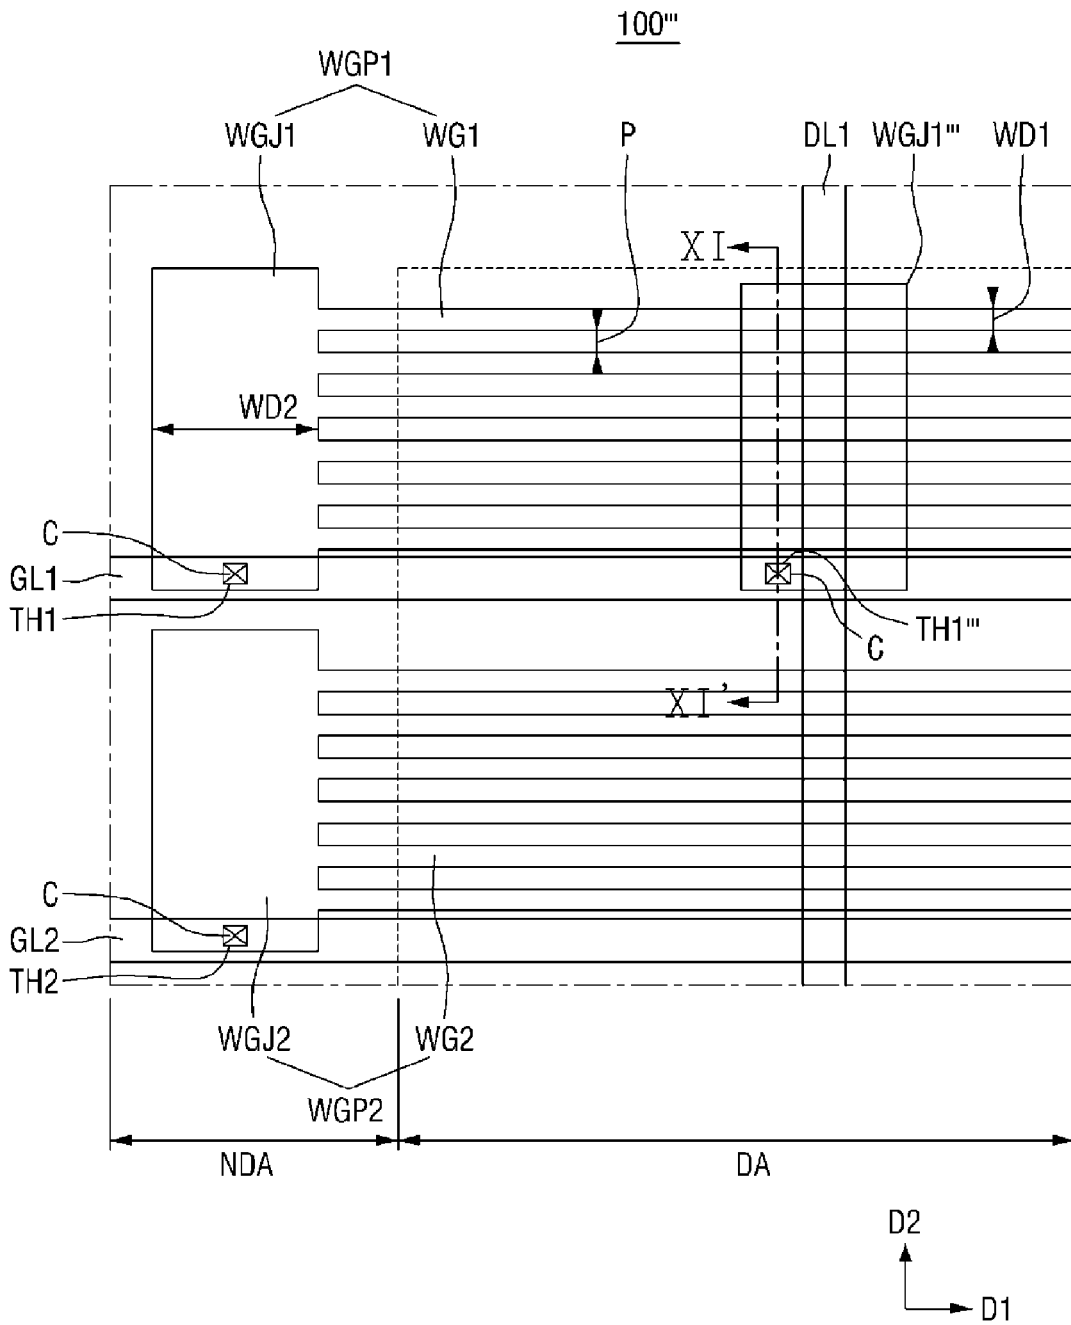 100'''
WGP1
WGJ1 WG1 P DL1 WGJ1''' WD1
XI
WD2
C
GL1
TH1
TH1'''
C
XI'
C
GL2
TH2
WGJ2 WG2
WGP2
NDA DA
D2
D1